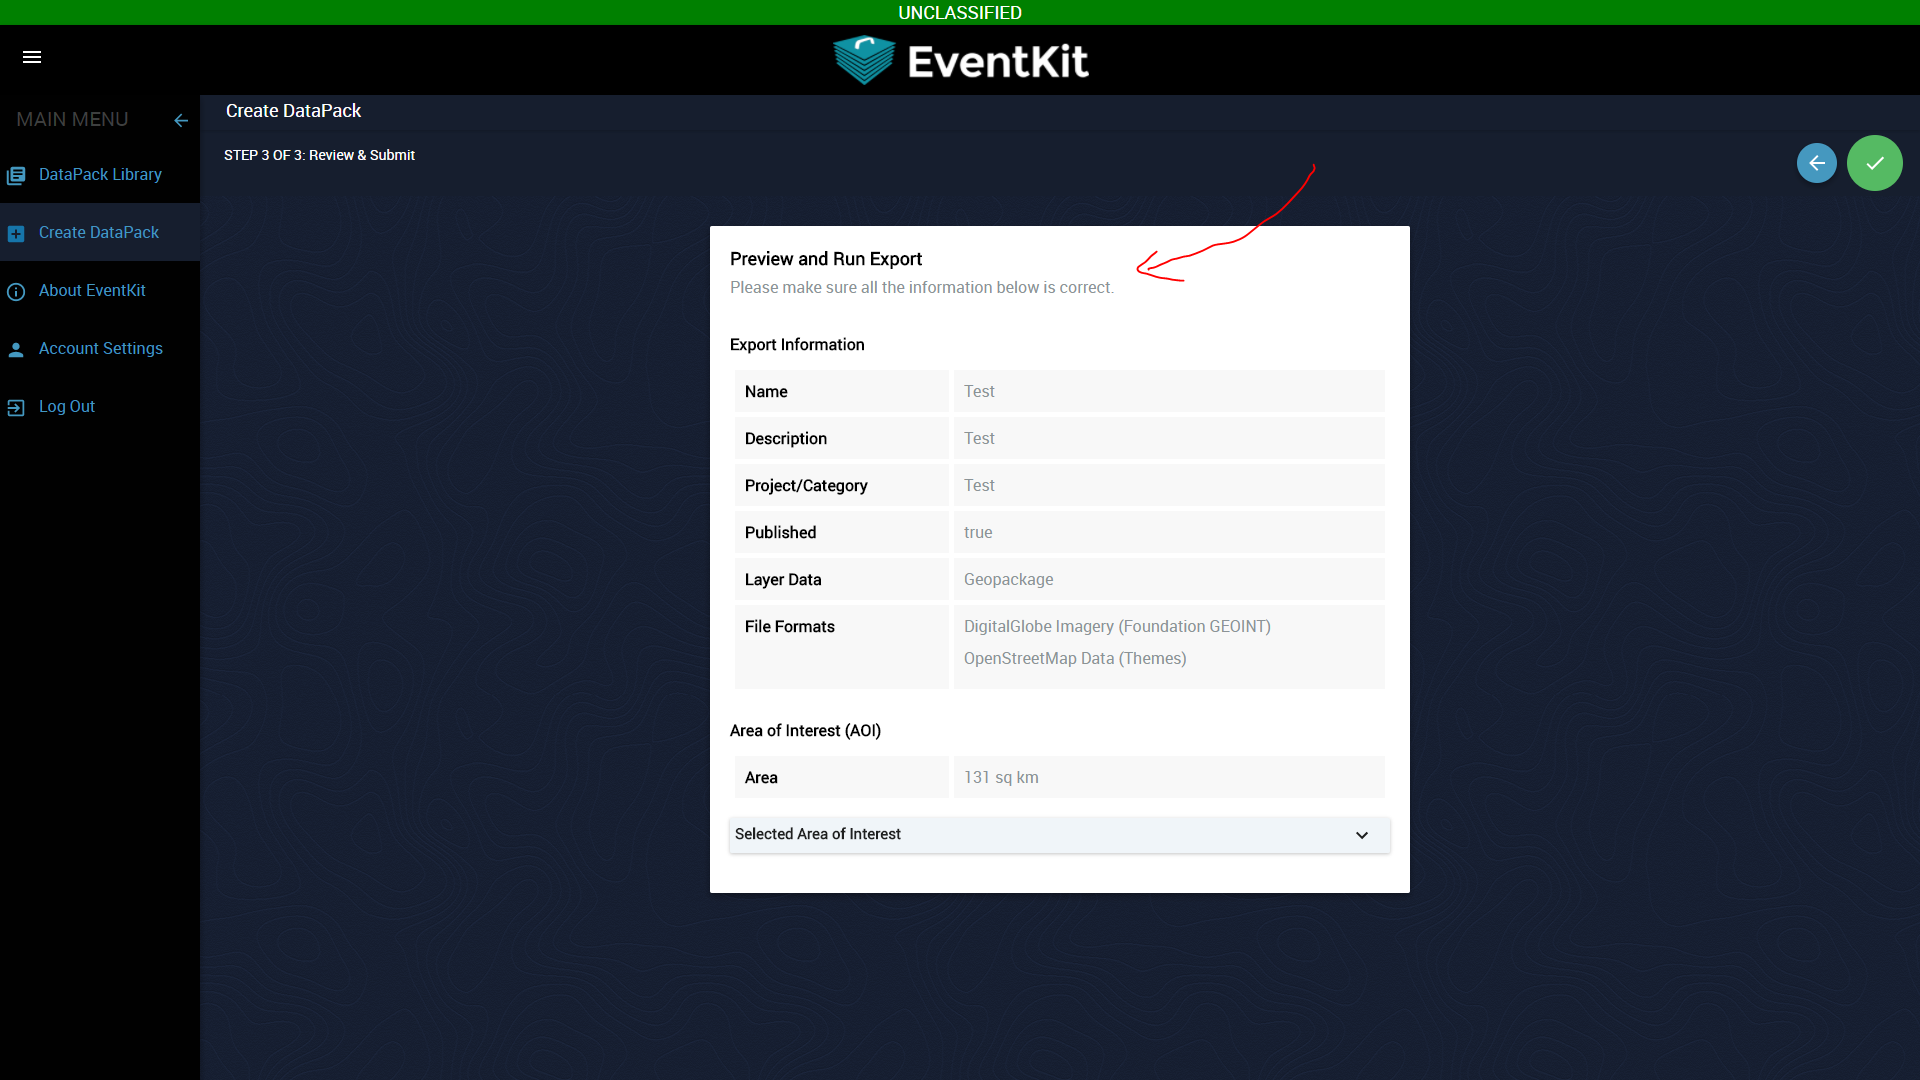 UNCLASSIFIED
EventKit
MAIN MENU
Create DataPack
STEP 3 OF 3: Review & Submit
DataPack Library
Create DataPack
About EventKit
Account Settings
Log Out
Preview and Run Export
Please make sure all the information below is correct.
Export Information
Name Test
Description Test
Project/Category Test
Published true
Layer Data Geopackage
File Formats DigitalGlobe Imagery (Foundation GEOINT)
OpenStreetMap Data (Themes)
Area of Interest (AOI)
Area 131 sq km
Selected Area of Interest